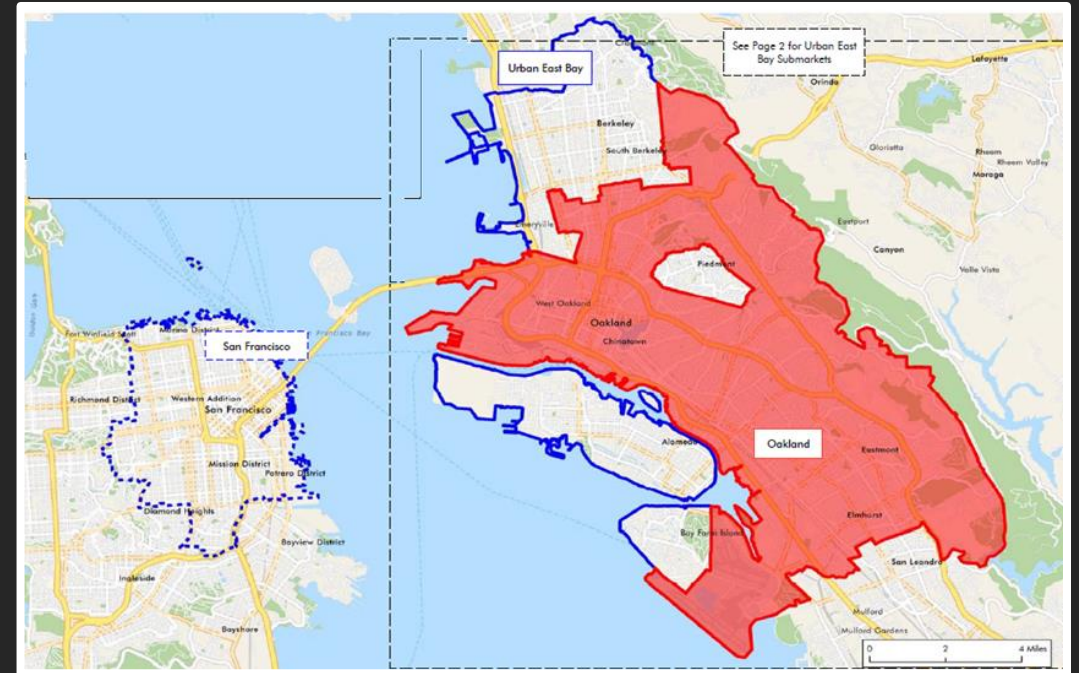 See Page 2 for Urban East
Bay Submarkets
Urban East Bay
Lafayette
Orinda
Berkeley
South Berkeley
Glorietta
Rheem
Rheem Valley
Moraga
Eastport
Emeryville
Canyon
Piedmont
Valle Vista
West Oakland
Oakland
Chinatown
Fort Winfield Scott
Marina District
San Francisco Bay
San Francisco
Richmond District
Western Addition
San Francisco
Alameda
Oakland
Eastmont
Mission District
Potrero District
Diamond Heights
Elmhurst
Bay Farm Island
Bayview District
San Leandro
Ingleside
Mulford
Mulford Gardens
Bayshore
0 2 4 Miles